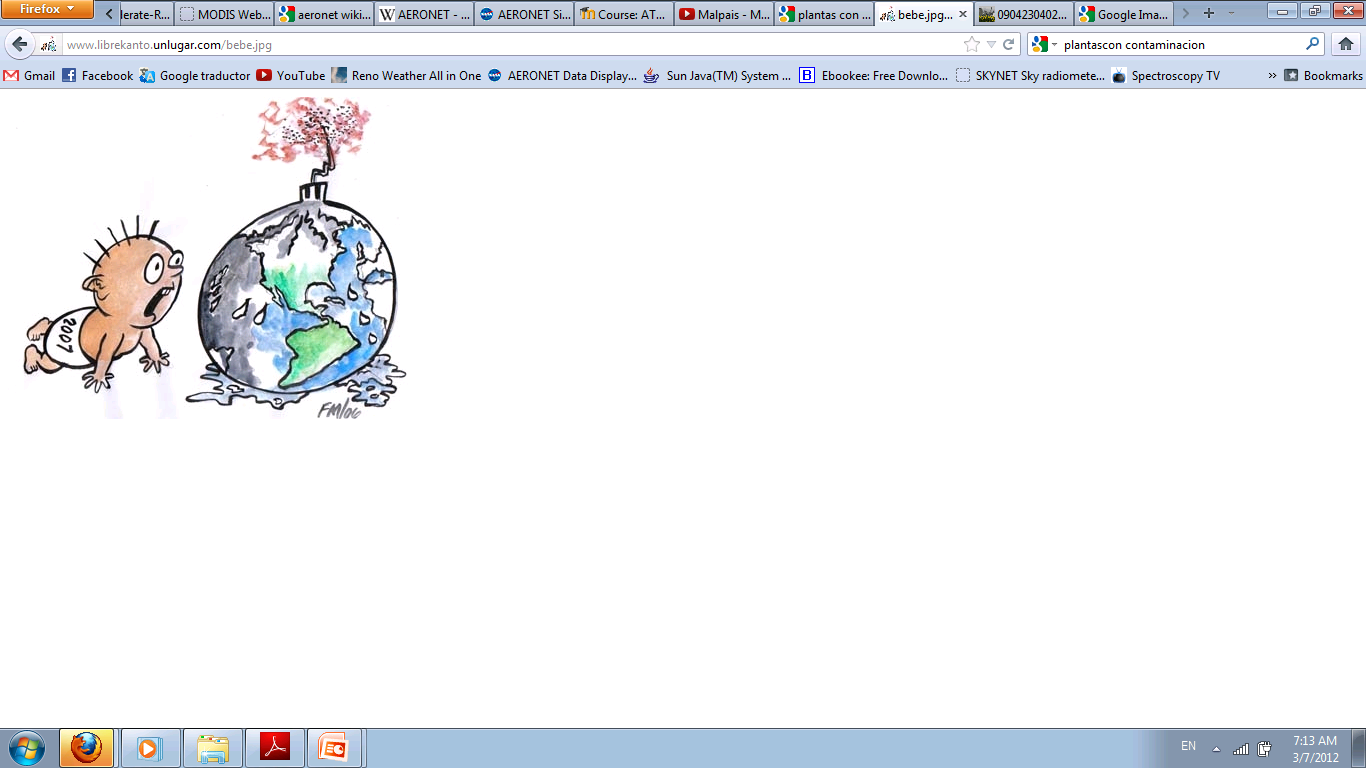 Firefox
lerate-R...
MODIS Web...
aeronet wiki...
AERONET - ...
AERONET Si...
Course: AT...
Malpais - M...
plantas con ...
bebe.jpg...
0904230402...
Google Ima...
www.librekanto.unlugar.com/bebe.jpg
plantascon contaminacion
Gmail
Facebook
Google traductor
YouTube
Reno Weather All in One
AERONET Data Display...
Sun Java(TM) System ...
Ebookee: Free Downlo...
SKYNET Sky radiomete...
Spectroscopy TV
Bookmarks
2007
FM/06
EN
7:13 AM
3/7/2012